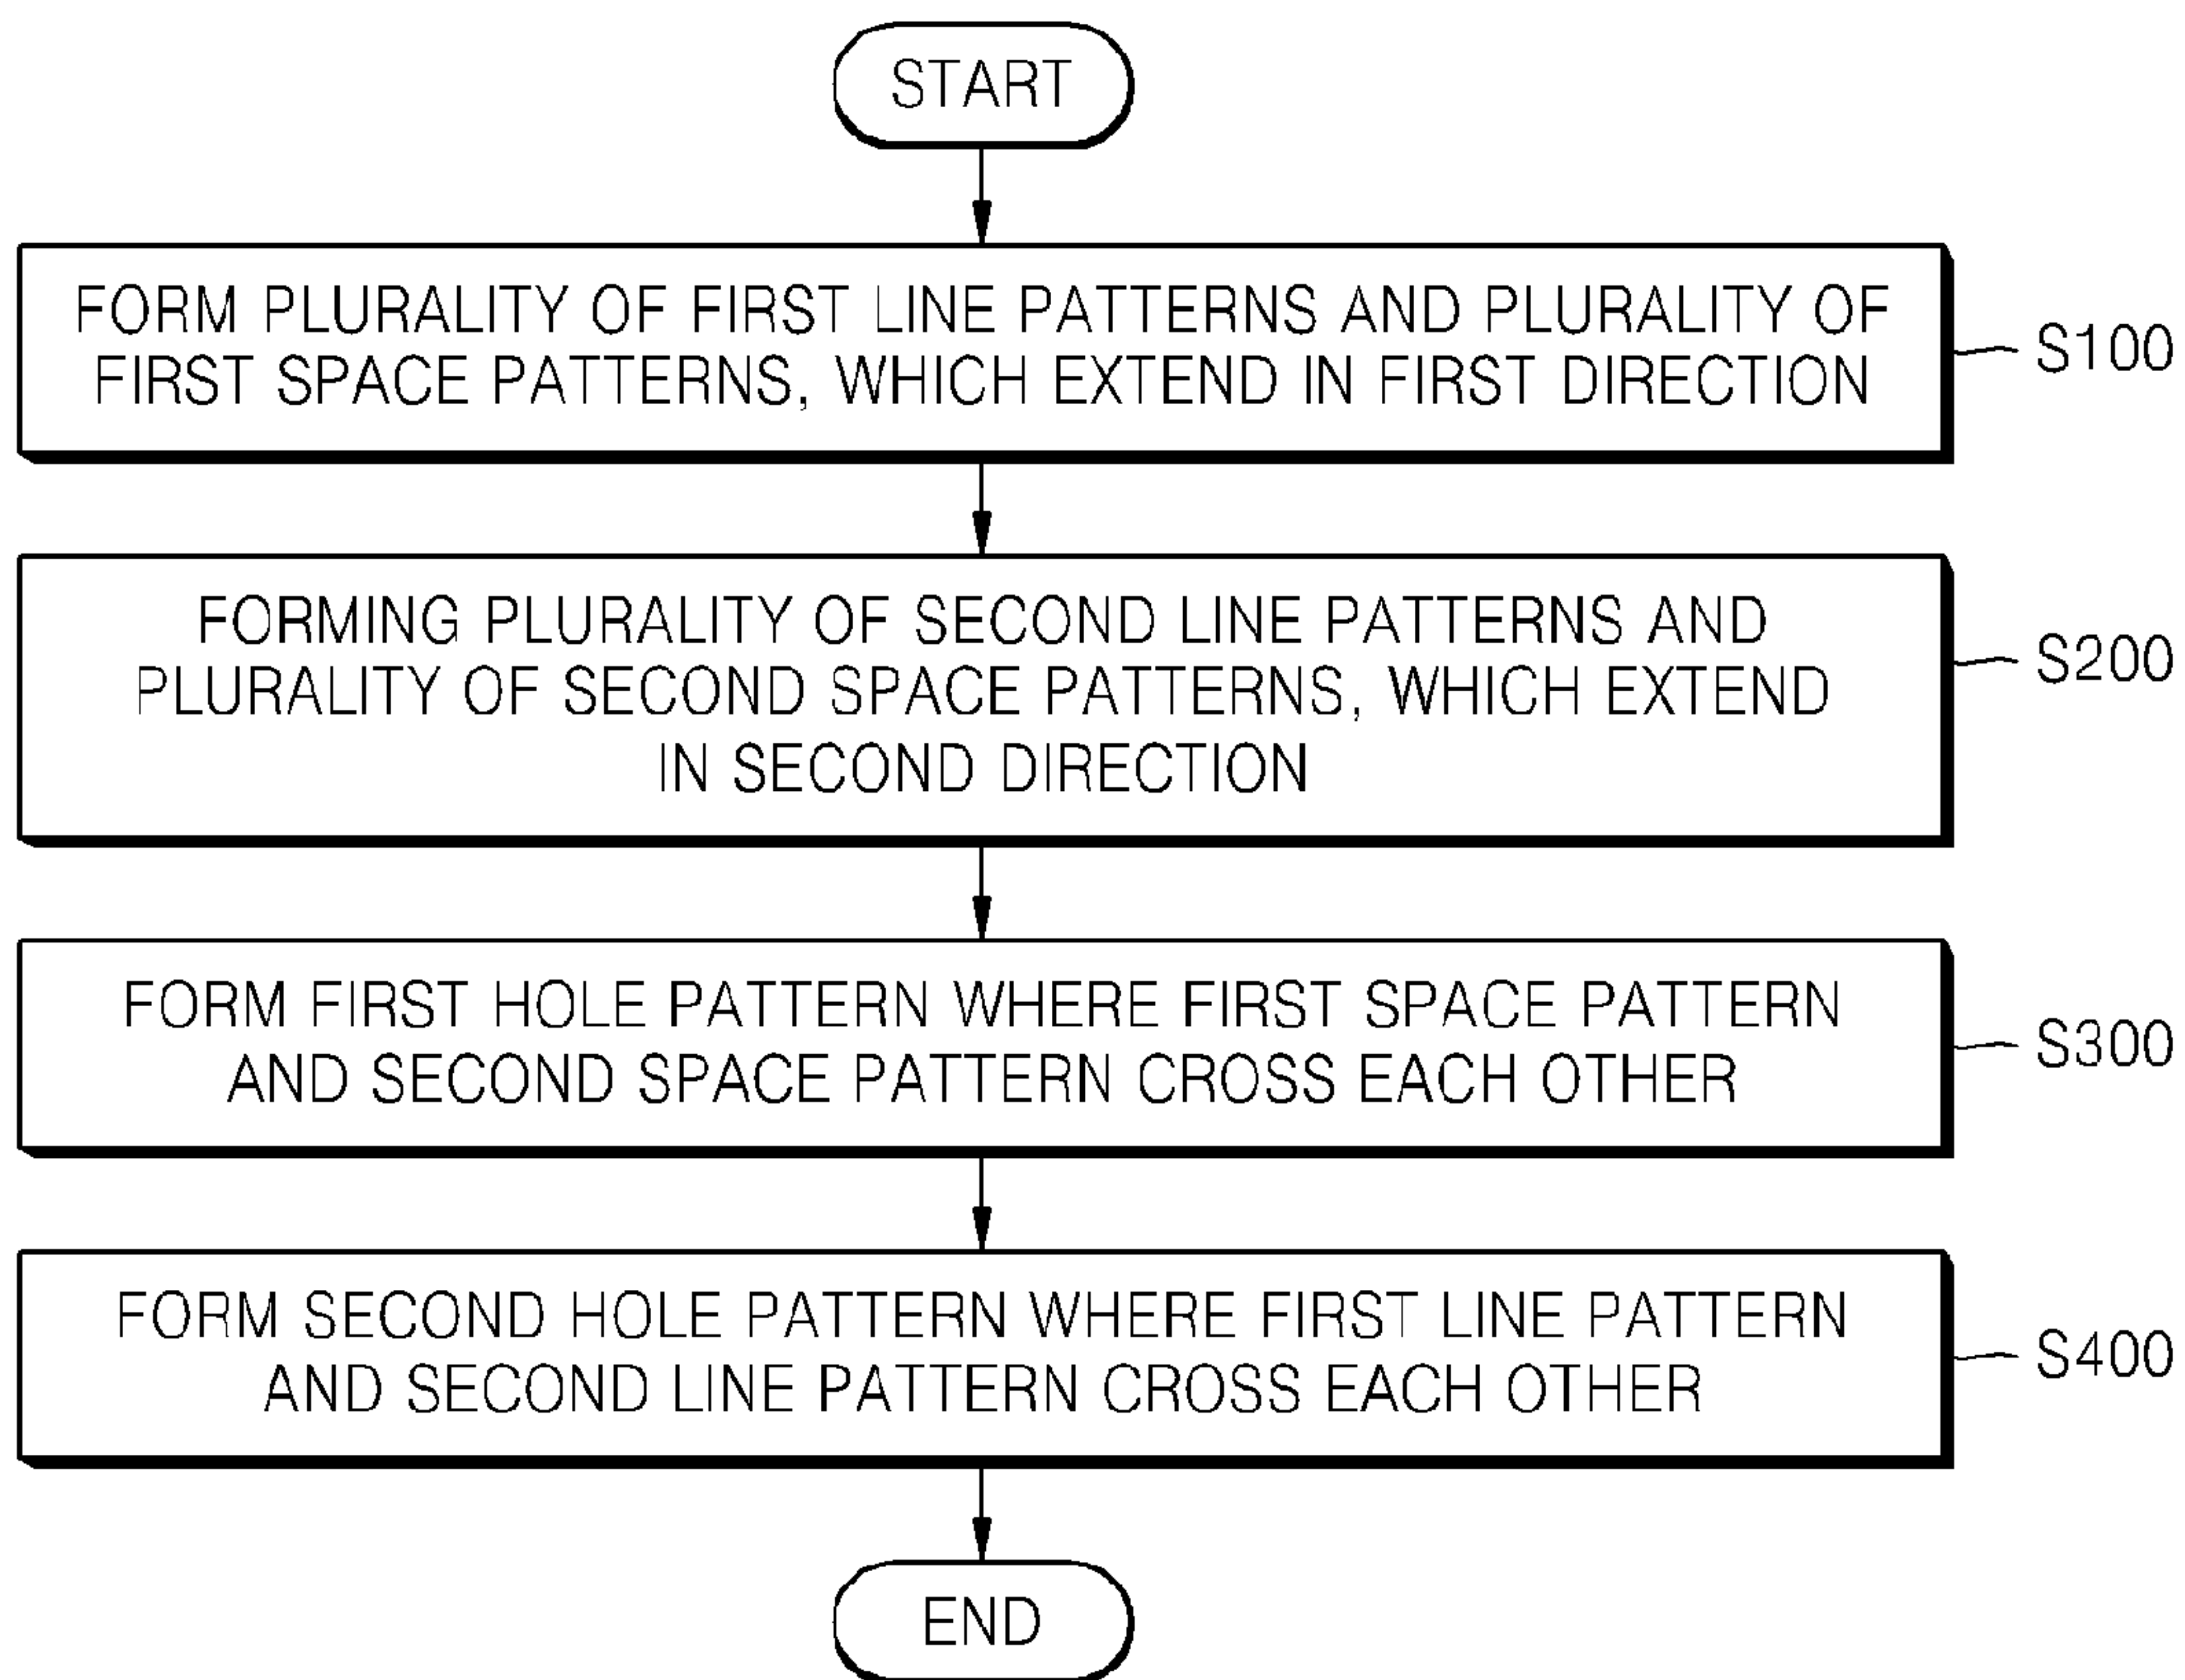 START
FORM PLURALITY OF FIRST LINE PATTERNS AND PLURALITY OF
FIRST SPACE PATTERNS, WHICH EXTEND IN FIRST DIRECTION
S100
FORMING PLURALITY OF SECOND LINE PATTERNS AND
PLURALITY OF SECOND SPACE PATTERNS, WHICH EXTEND
IN SECOND DIRECTION
S200
FORM FIRST HOLE PATTERN WHERE FIRST SPACE PATTERN
AND SECOND SPACE PATTERN CROSS EACH OTHER
S300
FORM SECOND HOLE PATTERN WHERE FIRST LINE PATTERN
AND SECOND LINE PATTERN CROSS EACH OTHER
S400
END